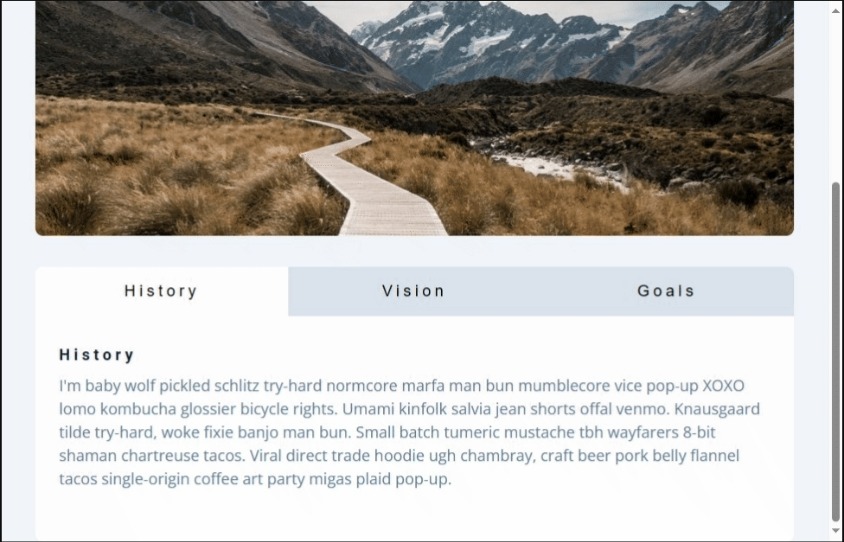 History
Vision
Goals
History
I'm baby wolf pickled schlitz try-hard normcore marfa man bun mumblecore vice pop-up XOXO
lomo kombucha glossier bicycle rights. Umami kinfolk salvia jean shorts offal venmo. Knausgaard
tilde try-hard, woke fixie banjo man bun. Small batch tumeric mustache tbh wayfarers 8-bit
shaman chartreuse tacos. Viral direct trade hoodie ugh chambray, craft beer pork belly flannel
tacos single-origin coffee art party migas plaid pop-up.